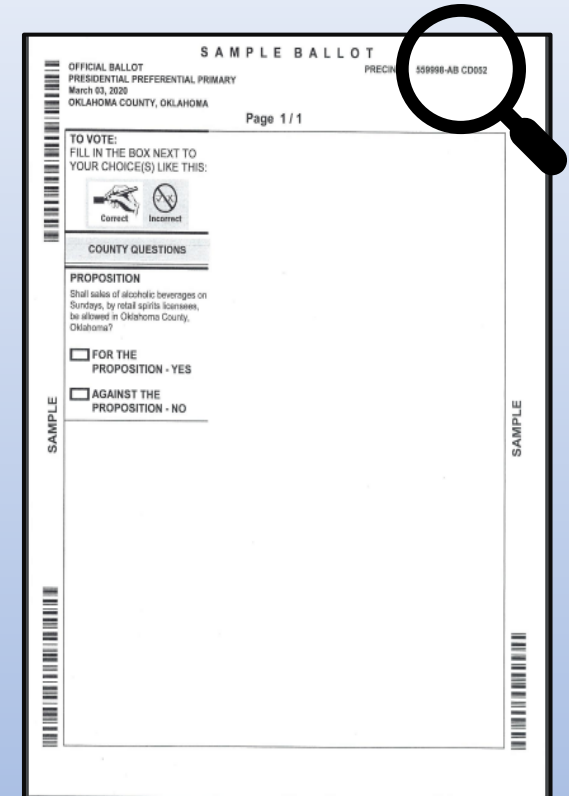 SAMPLE BALLOT
OFFICIAL BALLOT
PRESIDENTIAL PREFERENTIAL PRIMARY
March 03, 2020
OKLAHOMA COUNTY, OKLAHOMA
PRECIN 559998-AB CD052
Page 1 / 1
TO VOTE:
FILL IN THE BOX NEXT TO
YOUR CHOICE(S) LIKE THIS:
Correct Incorrect
COUNTY QUESTIONS
PROPOSITION
Shall sales of alcoholic beverages on
Sundays, by retail spirits licensees,
be allowed in Oklahoma County,
Oklahoma?
FOR THE
PROPOSITION - YES
AGAINST THE
PROPOSITION - NO
SAMPLE
SAMPLE